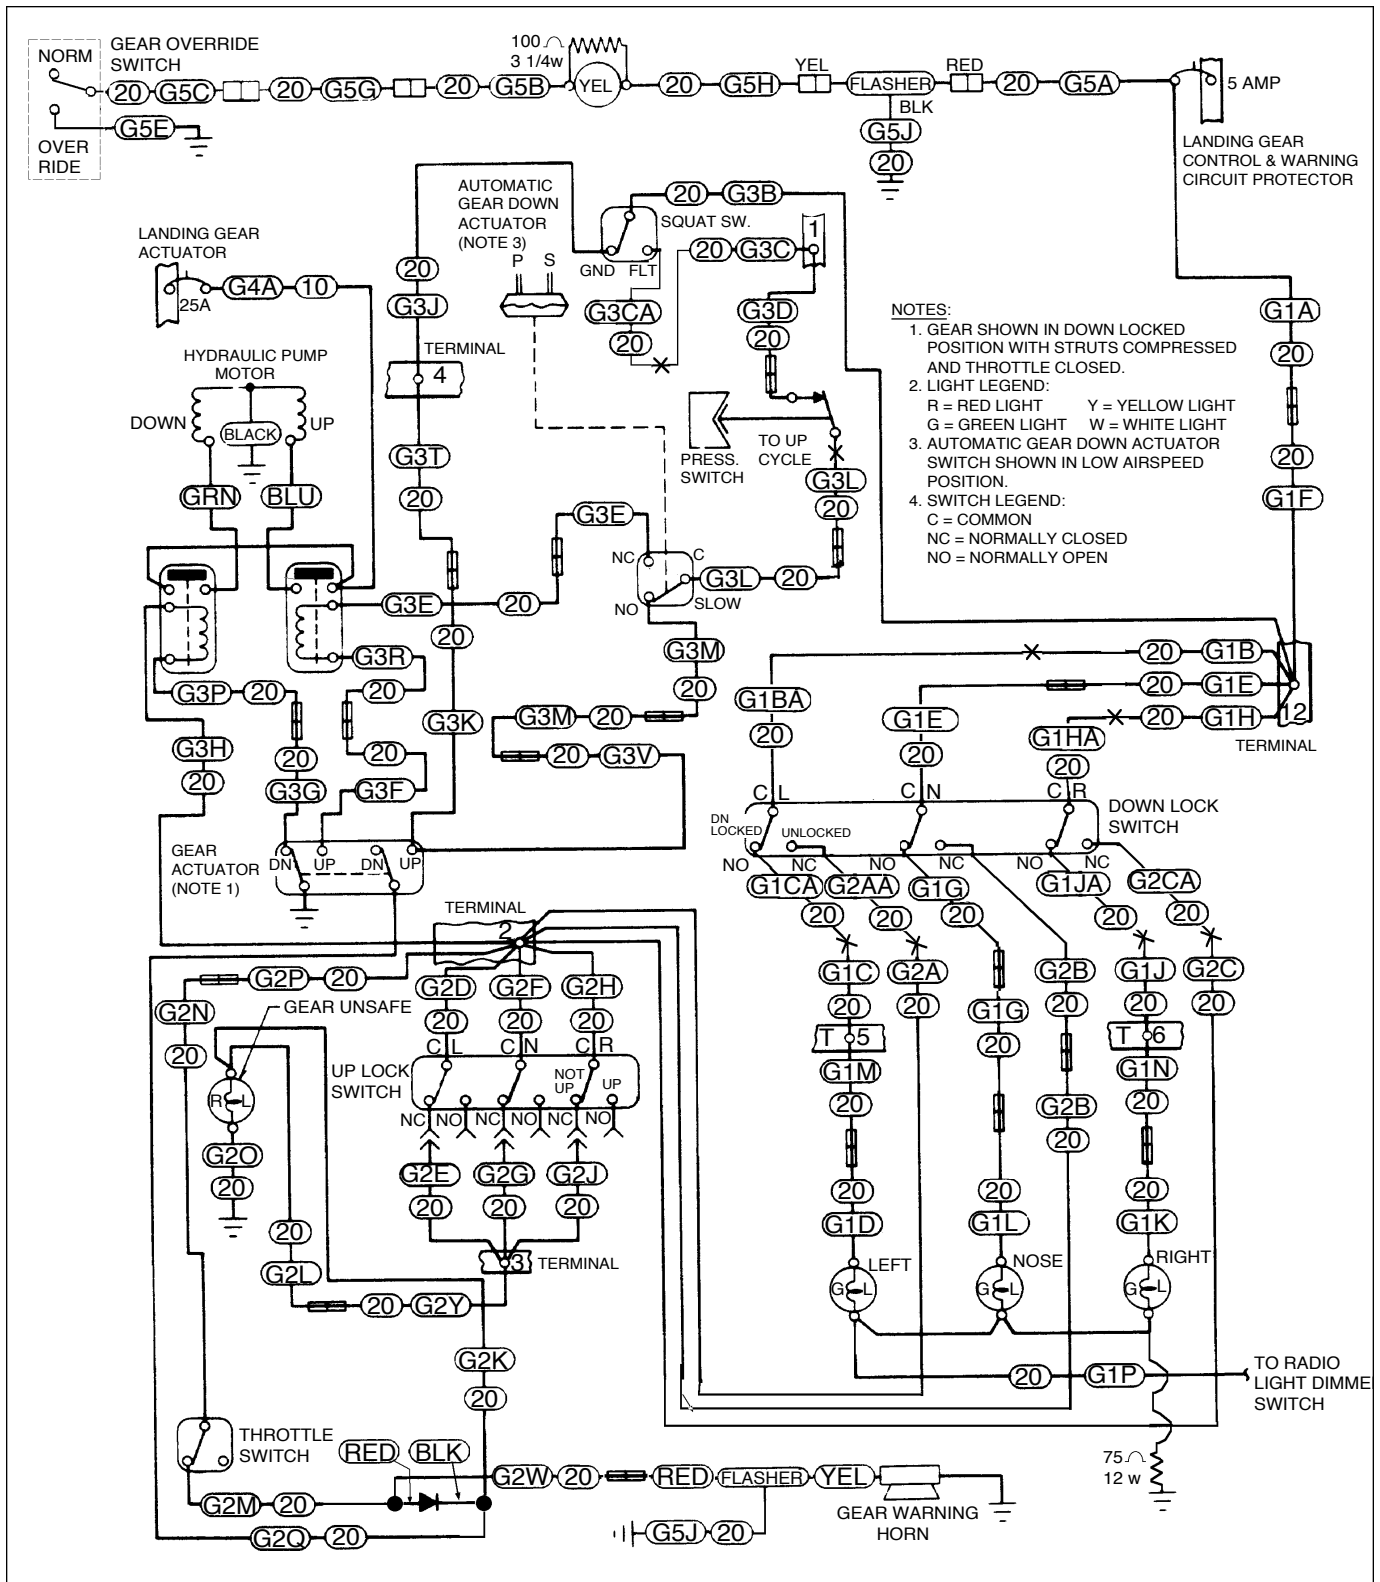 NORM
GEAR OVERRIDE
SWITCH
OVER
RIDE
20 G5C 20 G5G 20 G5B
G5E
100
3 1/4w
YEL
20 G5H
YEL
FLASHER
RED
20 G5A
BLK
G5J
20
5 AMP
LANDING GEAR
CONTROL & WARNING
CIRCUIT PROTECTOR
LANDING GEAR
ACTUATOR
25A
G4A 10
HYDRAULIC PUMP
MOTOR
DOWN
BLACK
UP
GRN
BLU
20
G3J
TERMINAL
4
G3T
20
AUTOMATIC
GEAR DOWN
ACTUATOR
(NOTE 3)
P S
20 G3B
SQUAT SW.
GND FLT
G3CA
20
20 G3C
1
G3D
20
PRESS.
SWITCH
TO UP
CYCLE
G3L
20
NOTES:
1. GEAR SHOWN IN DOWN LOCKED
POSITION WITH STRUTS COMPRESSED
AND THROTTLE CLOSED.
2. LIGHT LEGEND:
R = RED LIGHT Y = YELLOW LIGHT
G = GREEN LIGHT W = WHITE LIGHT
3. AUTOMATIC GEAR DOWN ACTUATOR
SWITCH SHOWN IN LOW AIRSPEED
POSITION.
4. SWITCH LEGEND:
C = COMMON
NC = NORMALLY CLOSED
NO = NORMALLY OPEN
G1A
20
20
G1F
G3E
NC
C
G3L 20
SLOW
NO
G3E 20
20
G3M
20
G3R
20
G3P 20
G3K
G3M 20
20 G3V
G3H
20
20
G3G
20
G3F
20 G1B
20 G1E
20 G1H
12
TERMINAL
G1BA
20
G1E
20
G1HA
20
C L
C N
C R
DOWN LOCK
SWITCH
DN
LOCKED
UNLOCKED
NO
NC
NO
NC
NO
NC
GEAR
ACTUATOR
(NOTE 1)
DN UP DN UP
G1CA
20
G2AA
20
G1G
20
G1JA
20
G2CA
20
TERMINAL
2
G2P 20
GEAR UNSAFE
G2N
20
G2D
20
G2F
20
G2H
20
C L
C N
C R
UP LOCK
SWITCH
NOT
UP
UP
NC NO NC NO NC NO
R L
G2O
20
G2E
20
G2G
20
G2J
20
3
TERMINAL
20
G2L
20 G2Y
G1C
20
G2A
20
T 5
G1M
20
20
G1D
LEFT
G L
G1G
20
G2B
20
G2B
20
20
G1L
NOSE
G L
G1J
20
G2C
20
T 6
G1N
20
20
G1K
RIGHT
G L
G2K
20
20 G1P
TO RADIO
LIGHT DIMME
SWITCH
75
12 w
THROTTLE
SWITCH
RED BLK
G2M 20
G2Q 20
G2W 20
RED
FLASHER
YEL
G5J 20
GEAR WARNING
HORN